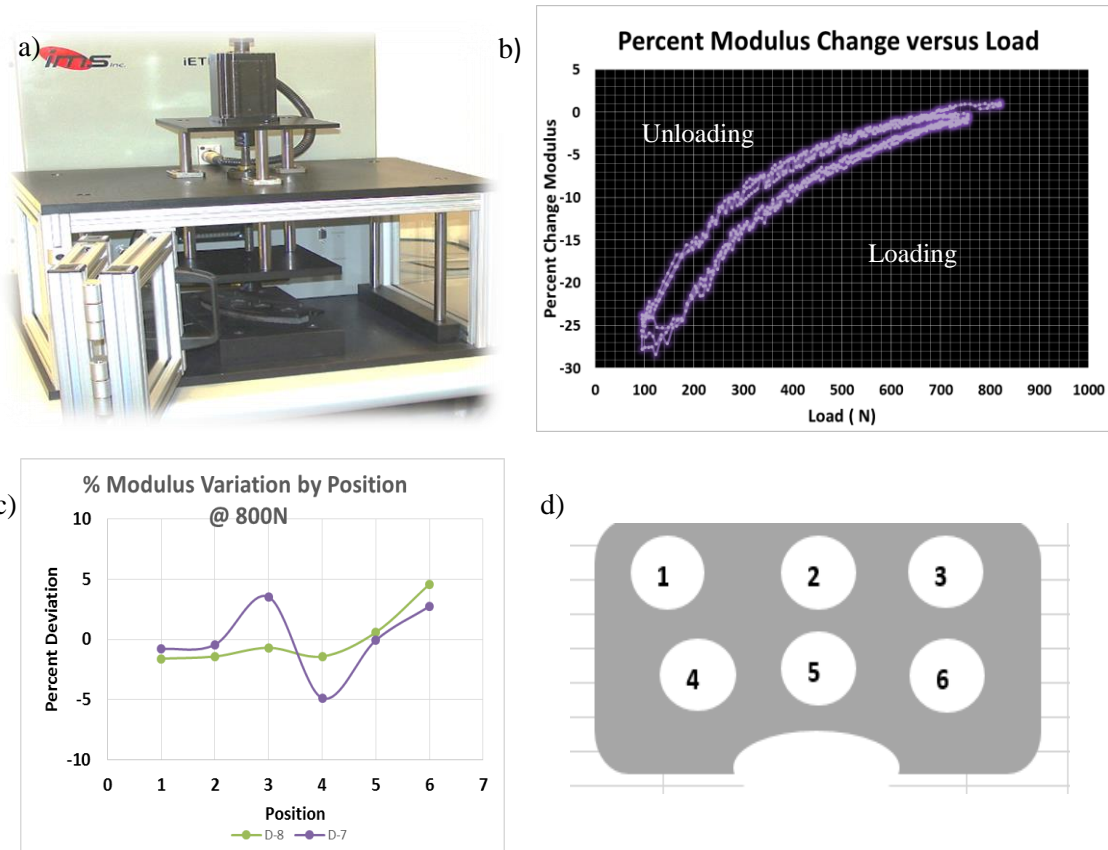 a)
ims inc.
iET
b)
Percent Modulus Change versus Load
Percent Change Modulus
5
0
-5
-10
-15
-20
-25
-30
Unloading
Loading
0 100 200 300 400 500 600 700 800 900 1000
Load ( N)
c)
% Modulus Variation by Position
@ 800N
Percent Deviation
10
5
0
-5
-10
0 1 2 3 4 5 6 7
Position
D-8 D-7
d)
1 2 3
4 5 6